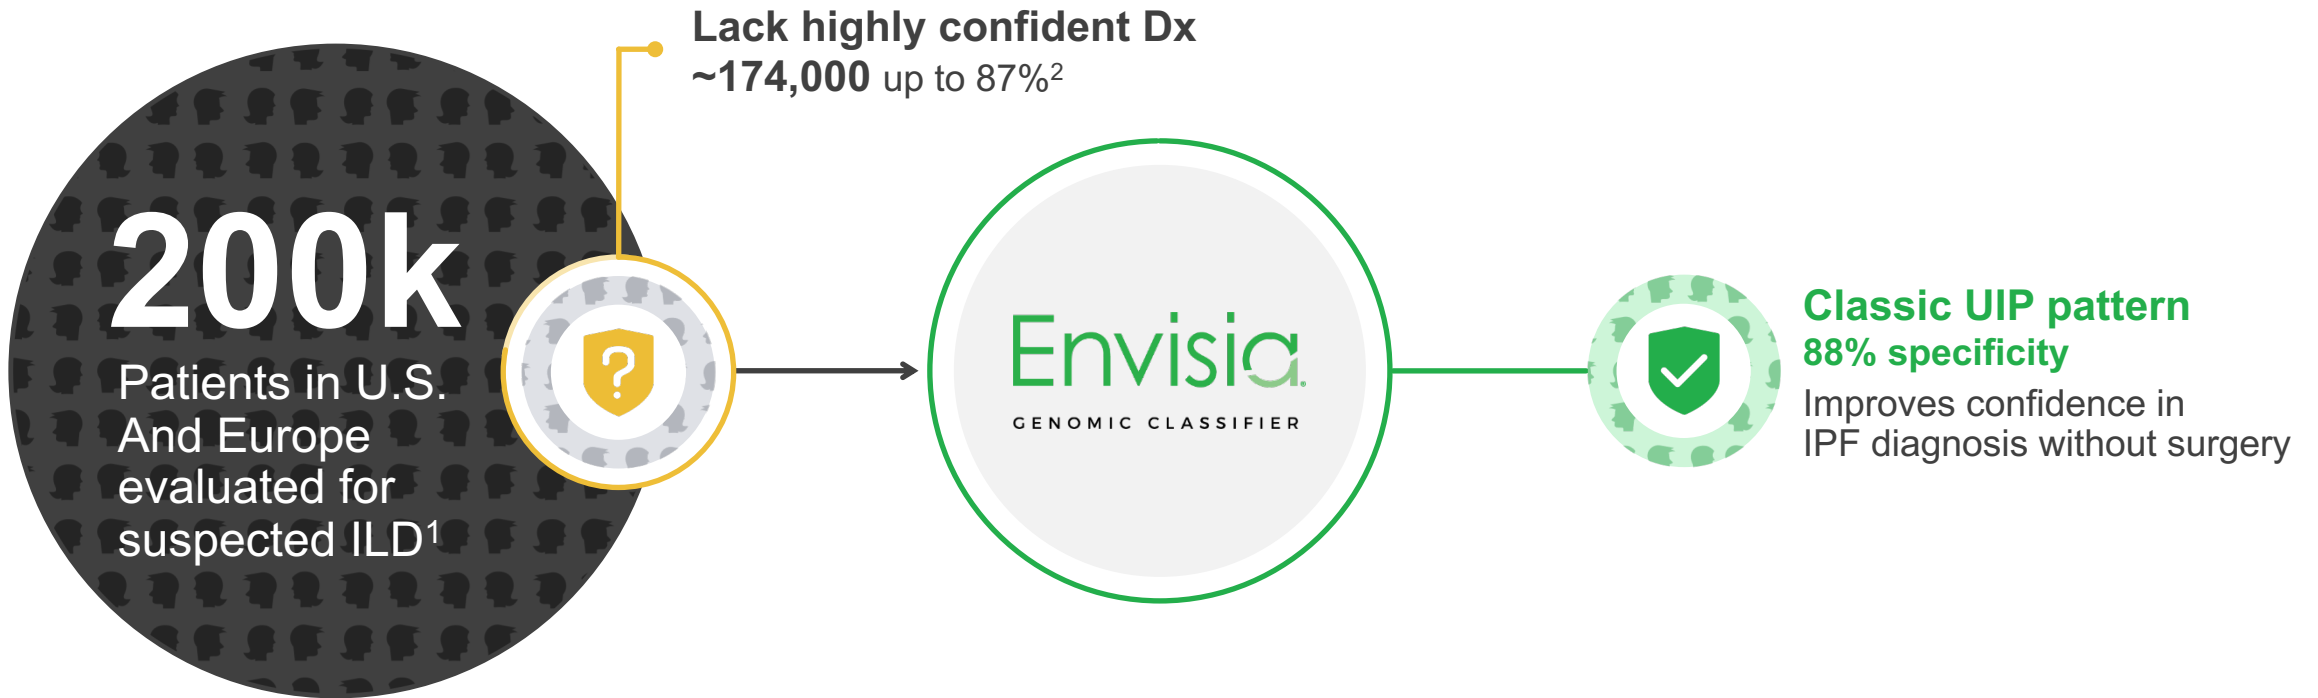 Lack highly confident Dx
~174,000 up to 87%²
200k
Patients in U.S.
And Europe
evaluated for
suspected ILD¹
?
Envisia®
GENOMIC CLASSIFIER
Classic UIP pattern
88% specificity
Improves confidence in
IPF diagnosis without surgery